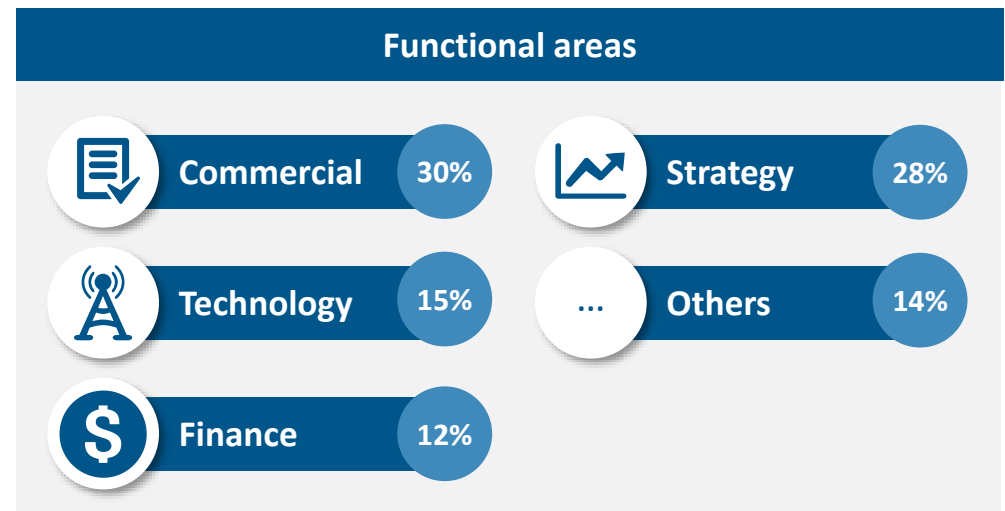 Functional areas
Commercial 30%
Strategy 28%
Technology 15%
... Others 14%
$ Finance 12%